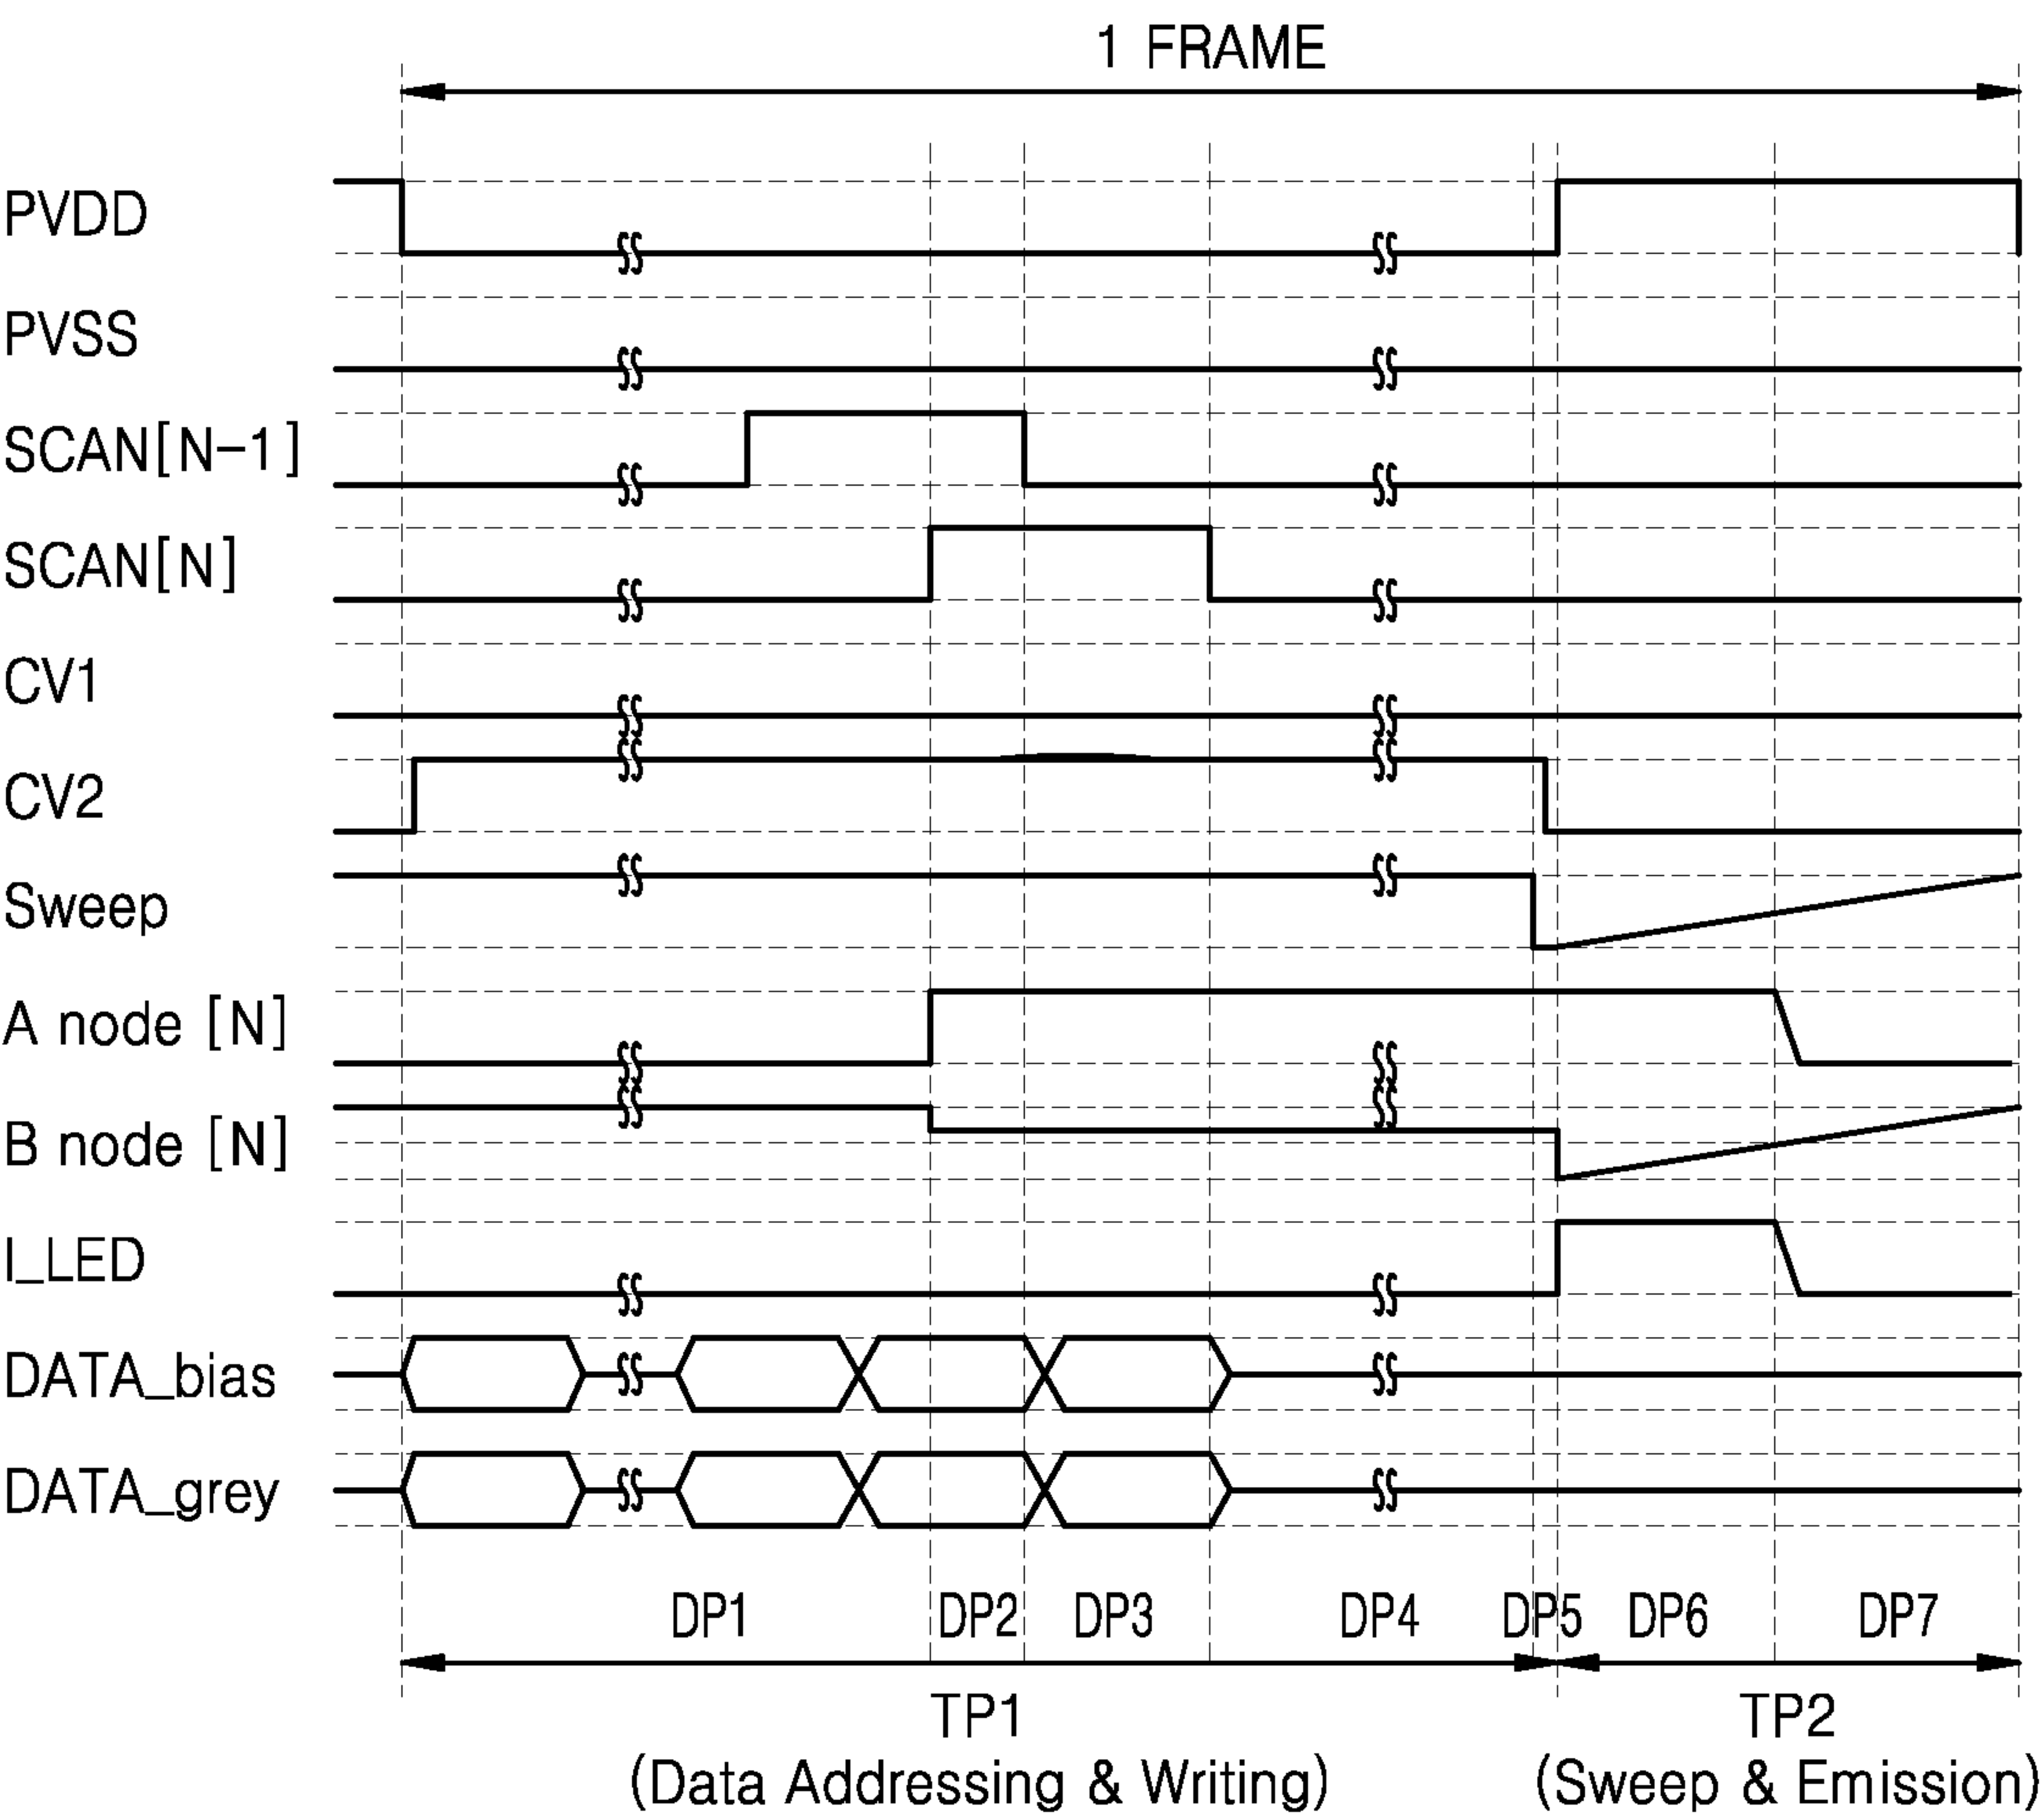 1 FRAME
PVDD
PVSS
SCAN[N-1]
SCAN[N]
CV1
CV2
Sweep
A node [N]
B node [N]
I_LED
DATA_bias
DATA_grey
DP1 DP2 DP3 DP4 DP5 DP6 DP7
TP1 TP2
(Data Addressing & Writing) (Sweep & Emission)